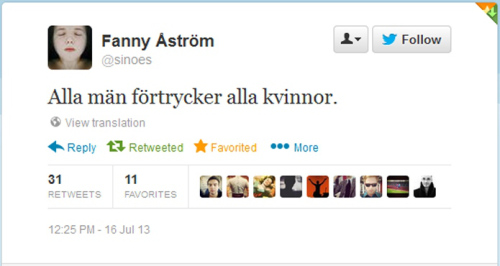 Fanny Åström
@sinoes
Follow
Alla män förtrycker alla kvinnor.
View translation
Reply Retweeted Favorited More
31 11
RETWEETS FAVORITES
12:25 PM - 16 Jul 13